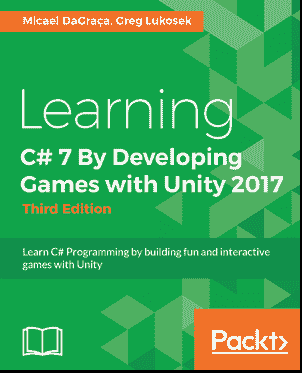 Micael DaGraça, Greg Lukosek
Learning
C# 7 By Developing
Games with Unity 2017
Third Edition
Learn C# Programming by building fun and interactive
games with Unity
Packt>